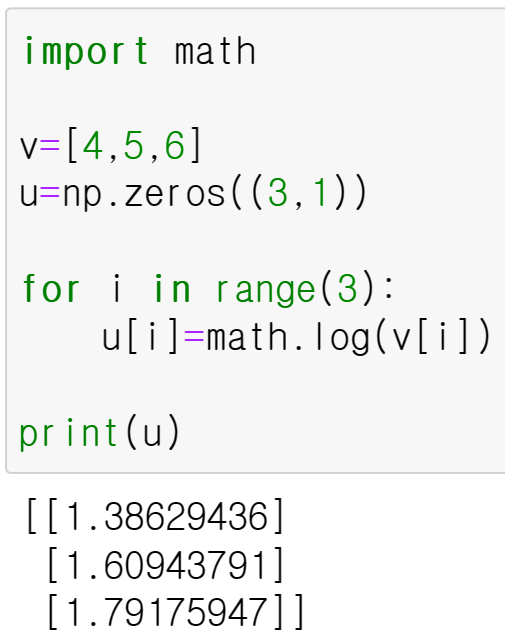 import math

v=[4,5,6]
u=np.zeros((3,1))

for i in range(3):
    u[i]=math.log(v[i])

print(u)
[[1.38629436]
 [1.60943791]
 [1.79175947]]